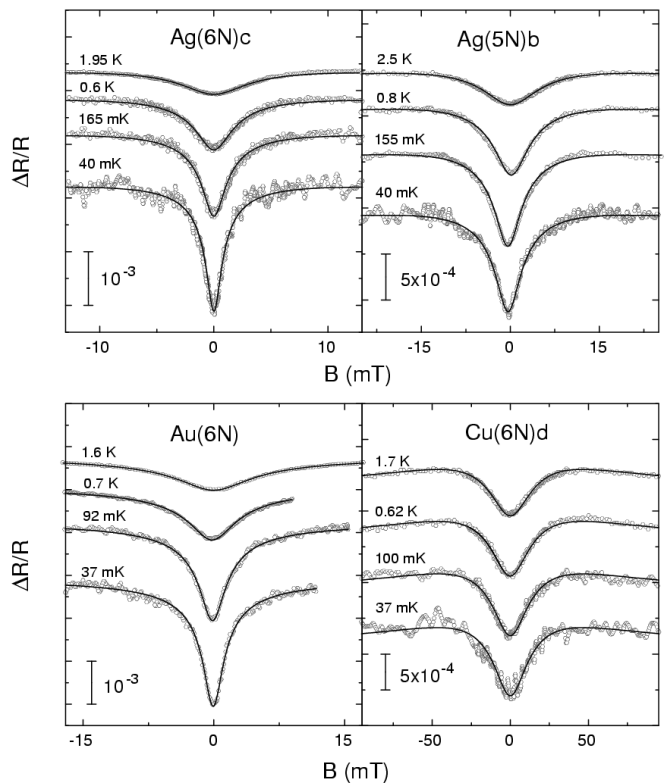 Ag(6N)c
1.95 K
0.6 K
165 mK
40 mK
10⁻³
ΔR/R
-10
0
10
B (mT)
Ag(5N)b
2.5 K
0.8 K
155 mK
40 mK
5x10⁻⁴
-15
0
15
B (mT)
Au(6N)
1.6 K
0.7 K
92 mK
37 mK
10⁻³
ΔR/R
-15
0
15
B (mT)
Cu(6N)d
1.7 K
0.62 K
100 mK
37 mK
5x10⁻⁴
-50
0
50
B (mT)